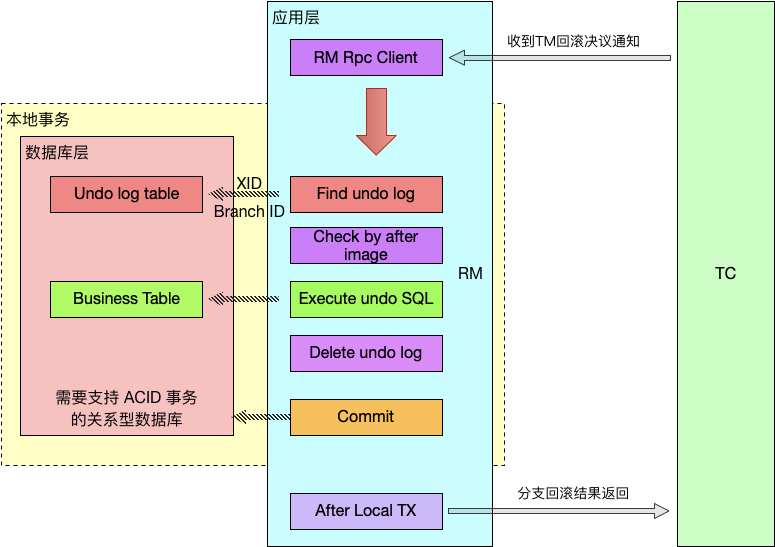 应用层
RM Rpc Client
收到TM回滚决议通知
本地事务
数据库层
Undo log table
XID
Branch ID
Find undo log
Check by after
image
RM
TC
Business Table
Execute undo SQL
Delete undo log
需要支持 ACID 事务
的关系型数据库
Commit
After Local TX
分支回滚结果返回